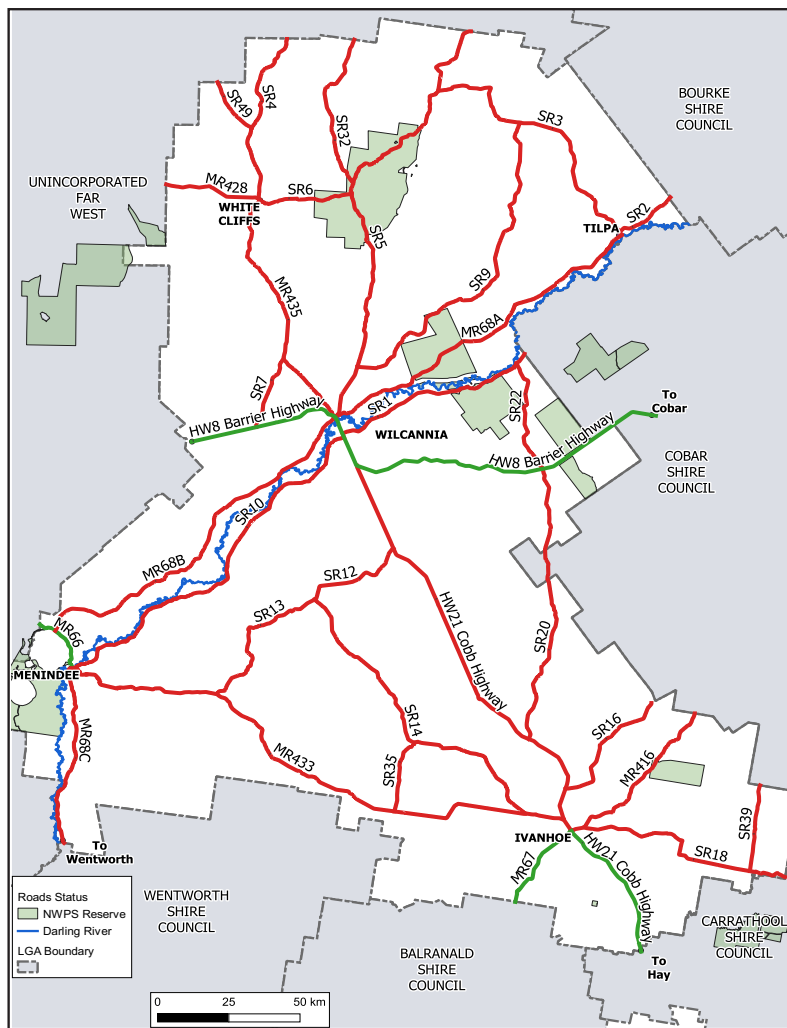 BOURKE
SHIRE
COUNCIL
SR49
SR4
SR32
SR3
UNINCORPORATED
FAR
WEST
MR428
SR6
WHITE
CLIFFS
SR5
TILPA
SR2
SR9
MR435
MR68A
SR7
SR1
SR22
To
Cobar
HW8 Barrier Highway
WILCANNIA
HW8 Barrier Highway
COBAR
SHIRE
COUNCIL
SR10
MR68B
SR12
SR13
HW21 Cobb Highway
SR20
MR66
MENINDEE
MR68C
SR14
SR16
MR433
SR35
MR416
SR39
To
Wentworth
IVANHOE
MR67
HW21 Cobb Highway
SR18
Roads Status
NWPS Reserve
Darling River
LGA Boundary
WENTWORTH
SHIRE
COUNCIL
CARRATHOOL
SHIRE
COUNCIL
BALRANALD
SHIRE
COUNCIL
To
Hay
0 25 50 km